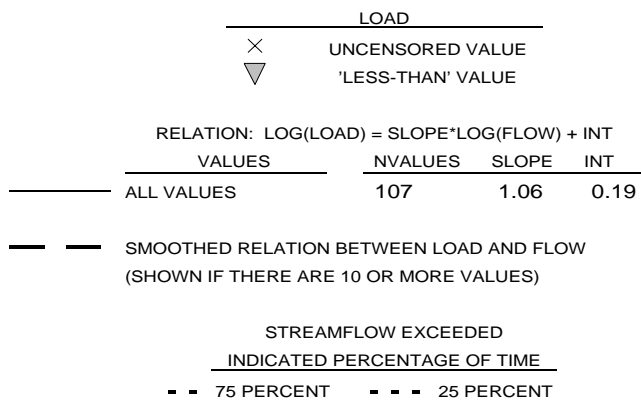 LOAD
UNCENSORED VALUE
'LESS-THAN' VALUE
RELATION: LOG(LOAD) = SLOPE*LOG(FLOW) + INT
VALUES NVALUES SLOPE INT
ALL VALUES 107 1.06 0.19
SMOOTHED RELATION BETWEEN LOAD AND FLOW
(SHOWN IF THERE ARE 10 OR MORE VALUES)
STREAMFLOW EXCEEDED
INDICATED PERCENTAGE OF TIME
75 PERCENT 25 PERCENT